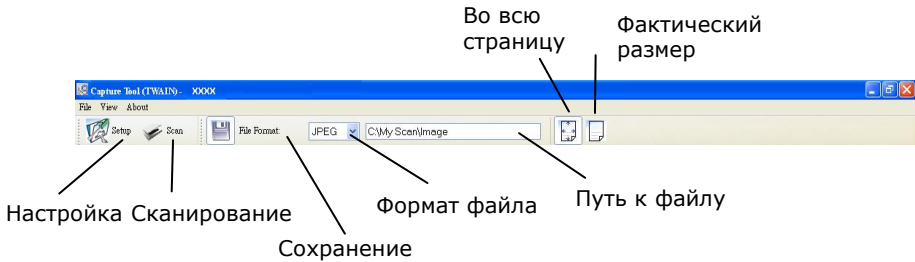 Во всю
страницу
Фактический
размер
Capture Tool (TWAIN) - XXXX
File View About
Setup Scan File Format: JPEG C:\My Scan\Image
Настройка Сканирование Формат файла Путь к файлу
Сохранение